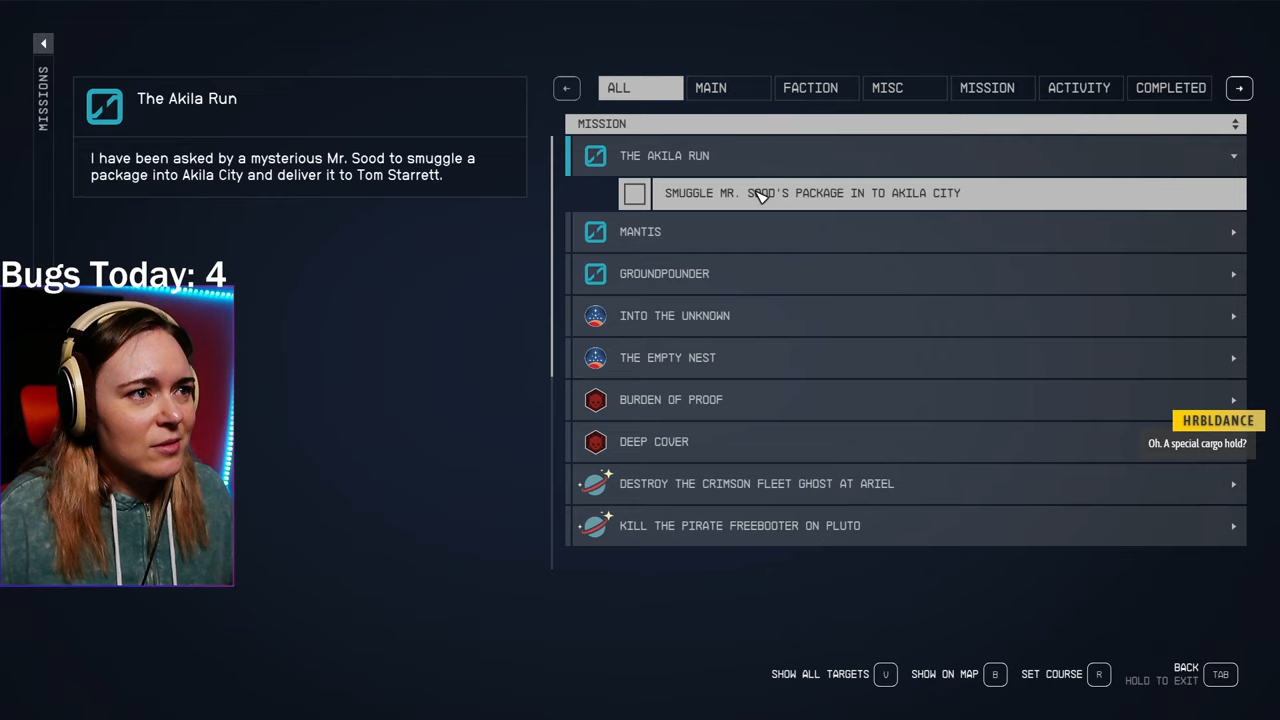 MISSIONS
The Akila Run
I have been asked by a mysterious Mr. Sood to smuggle a
package into Akila City and deliver it to Tom Starrett.
Bugs Today: 4
ALL
MAIN
FACTION
MISC
MISSION
ACTIVITY
COMPLETED
MISSION
THE AKILA RUN
SMUGGLE MR. SOOD'S PACKAGE IN TO AKILA CITY
MANTIS
GROUNDPOUNDER
INTO THE UNKNOWN
THE EMPTY NEST
BURDEN OF PROOF
DEEP COVER
DESTROY THE CRIMSON FLEET GHOST AT ARIEL
KILL THE PIRATE FREEBOOTER ON PLUTO
HRBLDANCE
Oh. A special cargo hold?
SHOW ALL TARGETS V
SHOW ON MAP B
SET COURSE R
BACK
HOLD TO EXIT TAB